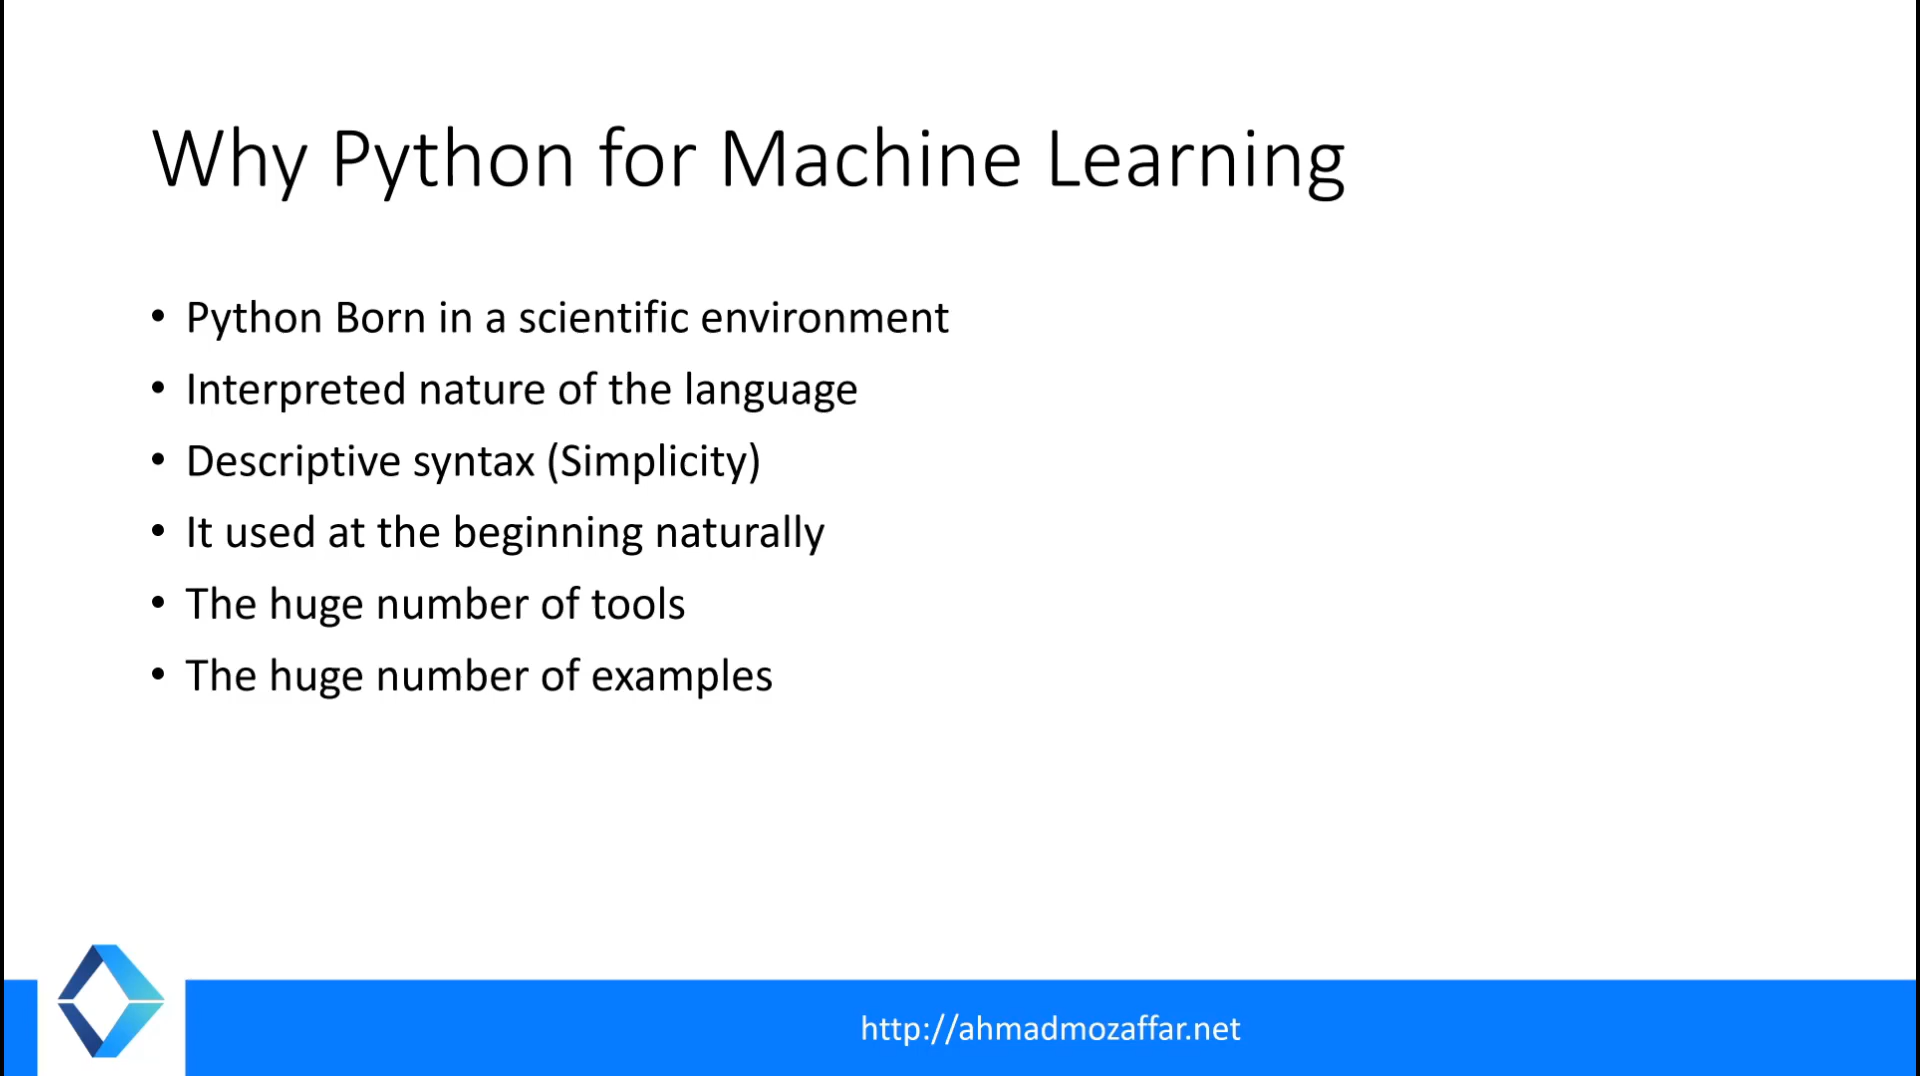 Why Python for Machine Learning
• Python Born in a scientific environment
• Interpreted nature of the language
• Descriptive syntax (Simplicity)
• It used at the beginning naturally
• The huge number of tools
• The huge number of examples
http://ahmadmozaffar.net